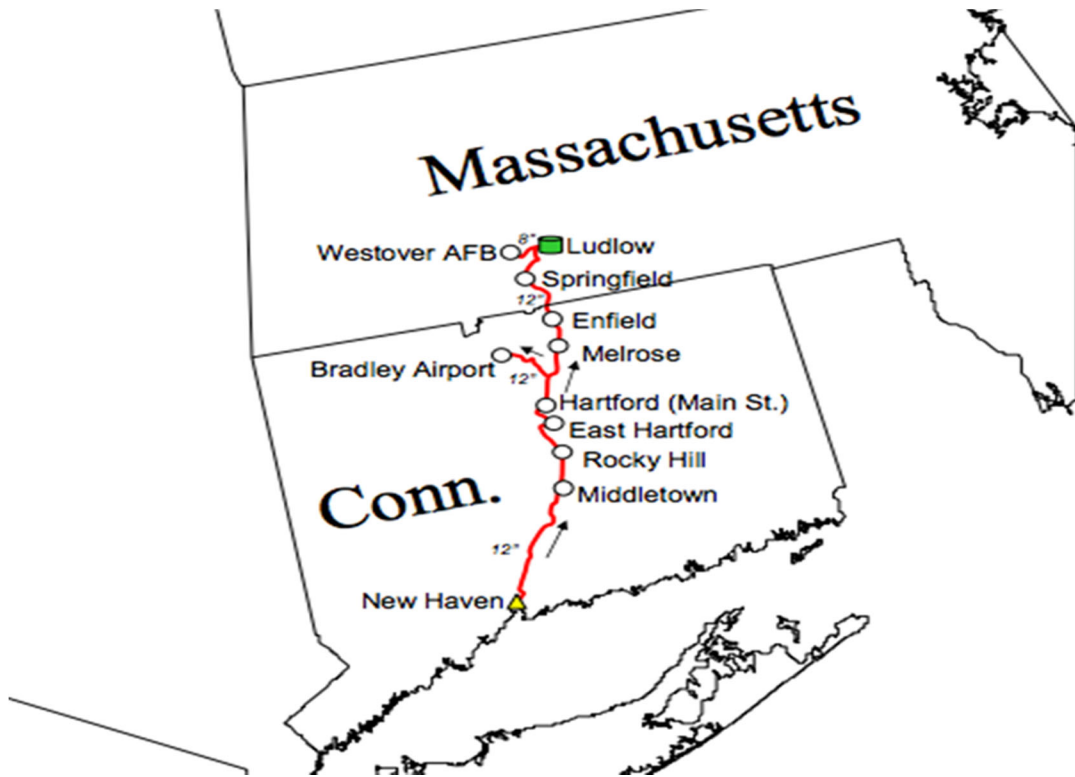 Massachusetts
8"
Westover AFB
Ludlow
Springfield
12"
Enfield
Melrose
Bradley Airport
12"
Hartford (Main St.)
East Hartford
Rocky Hill
Conn.
Middletown
12"
New Haven